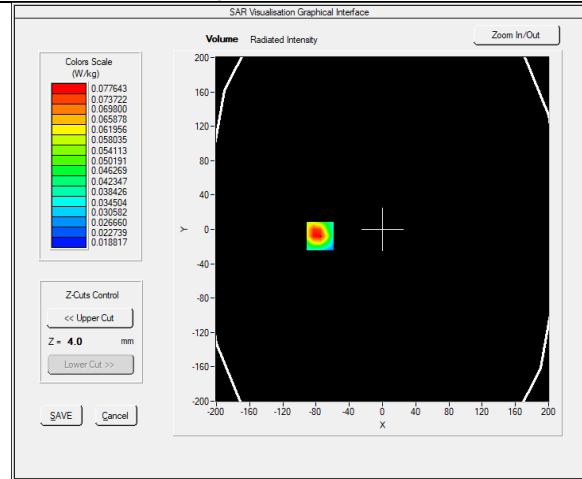 SAR Visualisation Graphical Interface
Volume Radiated Intensity
Zoom In/Out
Colors Scale
(W/kg)
0.077643
0.073722
0.069800
0.065878
0.061956
0.058035
0.054113
0.050191
0.046269
0.042347
0.038426
0.034504
0.030582
0.026660
0.022739
0.018817
Z-Cuts Control
<< Upper Cut
Z = 4.0 mm
Lower Cut >>
SAVE Cancel
200
160
120
80
40
0
-40
-80
-120
-160
-200
Y
-200 -160 -120 -80 -40 0 40 80 120 160 200
X